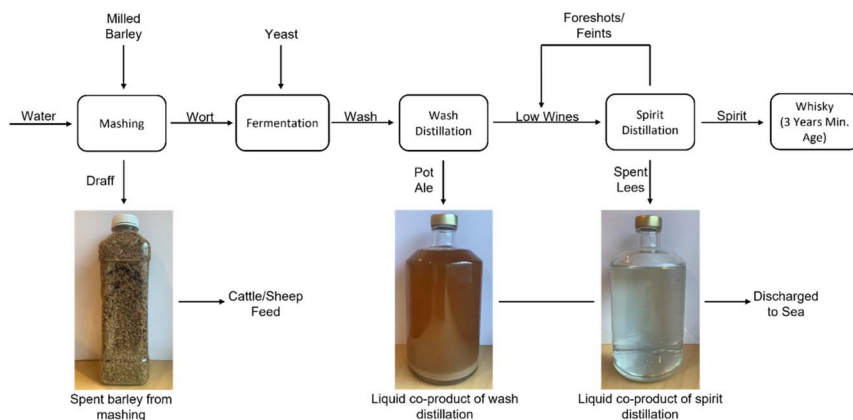 Milled
Barley
Yeast
Foreshots/
Feints
Water
Mashing
Wort
Fermentation
Wash
Wash
Distillation
Low Wines
Spirit
Distillation
Spirit
Whisky
(3 Years Min.
Age)
Draff
Pot
Ale
Spent
Lees
Cattle/Sheep
Feed
Discharged
to Sea
Spent barley from
mashing
Liquid co-product of wash
distillation
Liquid co-product of spirit
distillation